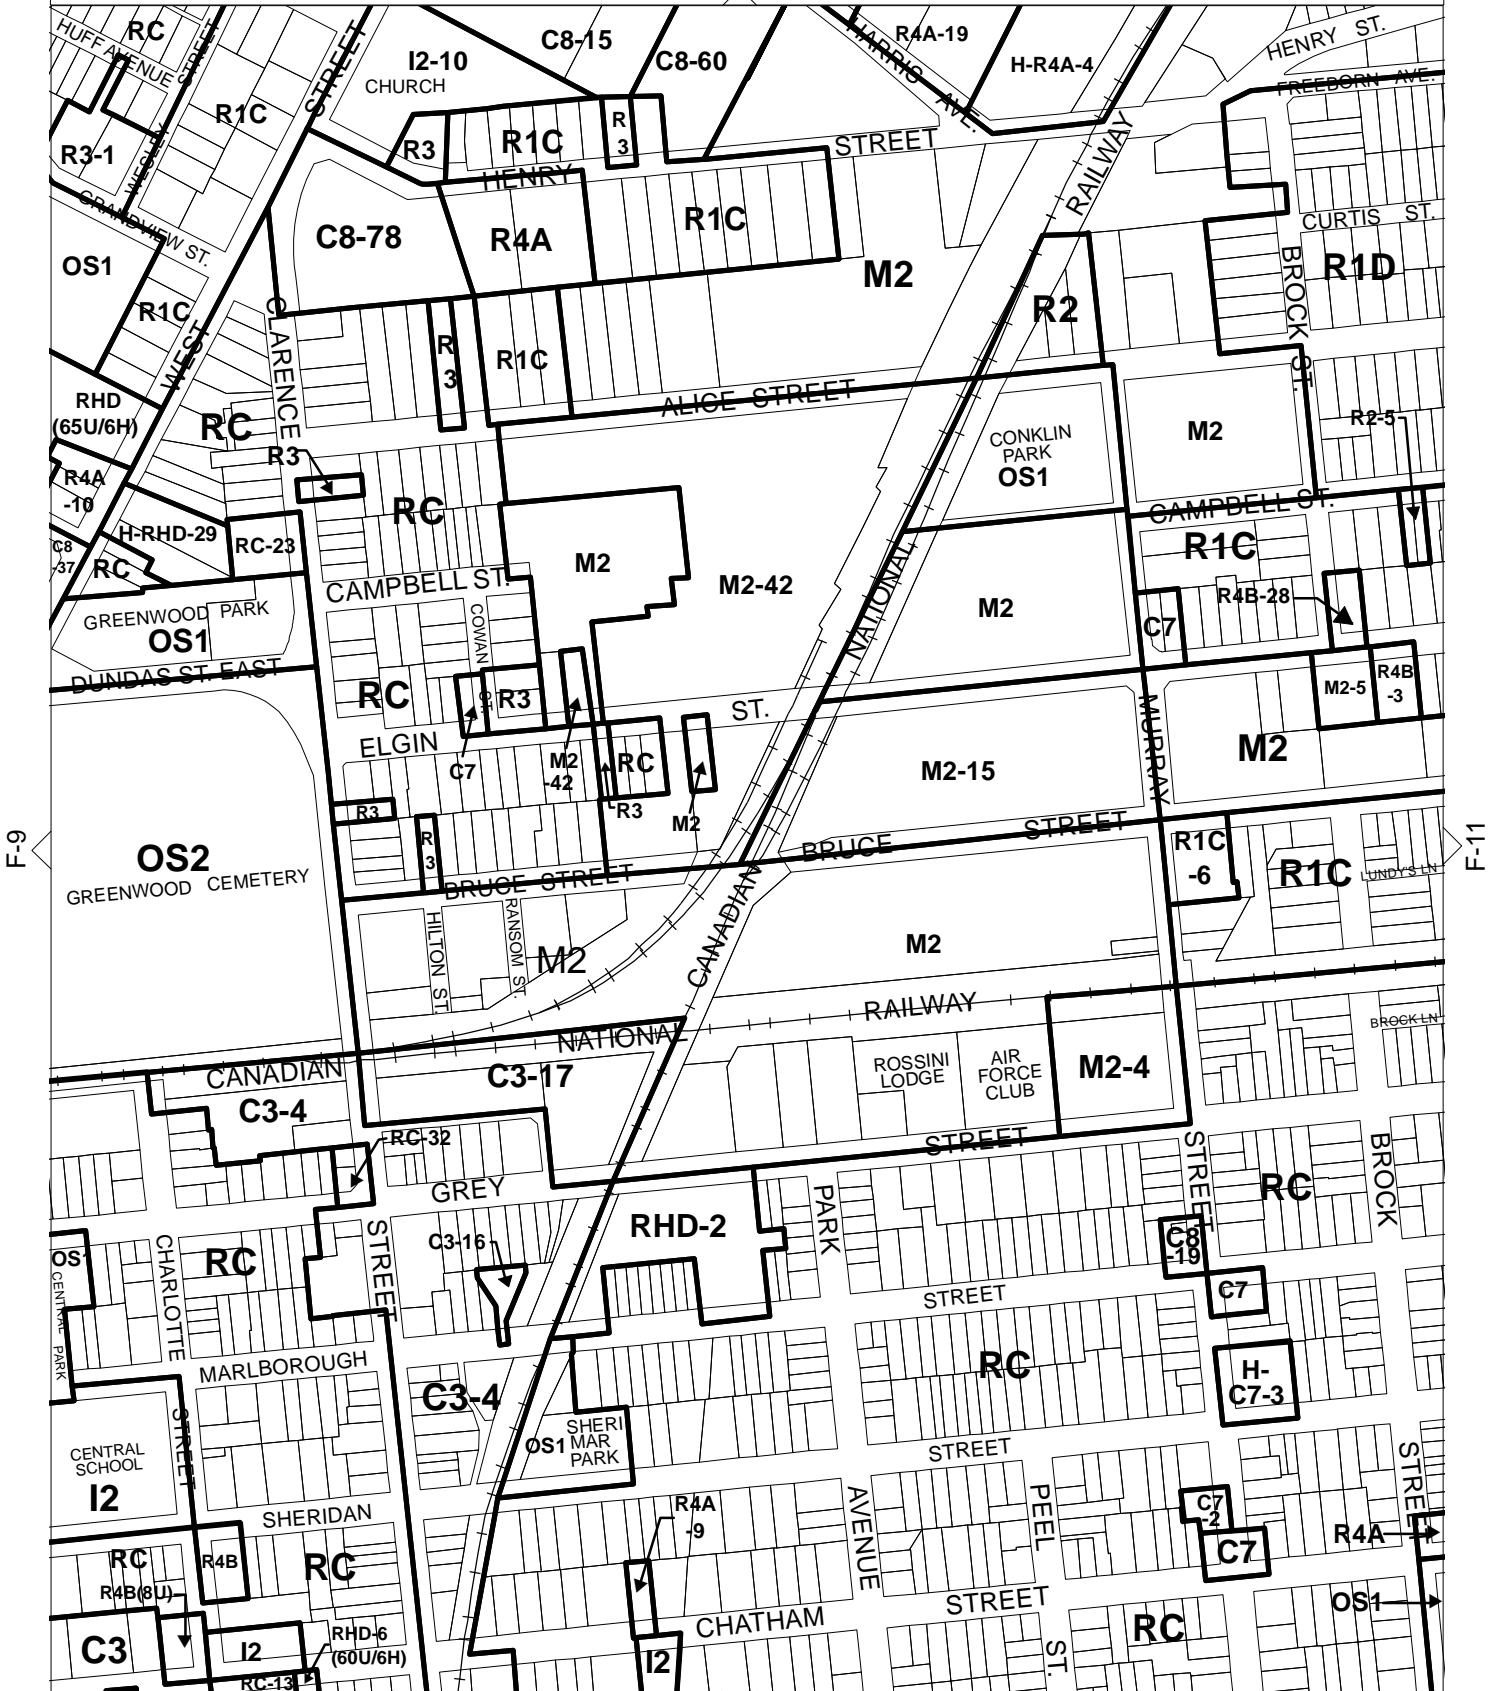 RC
HUFF AVENUE
STREET
R1C
R3-1
WESLEY
GRANDVIEW ST.
OS1
R1C
STREET
WEST
I2-10
CHURCH
C8-15
C8-60
R3
R1C
R
3
HENRY
STREET
HARRIS AVE.
R4A-19
H-R4A-4
HENRY ST.
FREEBORN AVE.
RAILWAY
C8-78
R4A
R1C
M2
R2
CURTIS ST.
R1D
BROCK ST.
CLARENCE
R
3
R1C
ALICE STREET
RHD
(65U/6H)
RC
R3
R4A
-10
H-RHD-29
RC-23
C8
-37
RC
RC
CONKLIN
PARK
OS1
M2
R2-5
CAMPBELL ST.
R1C
M2
M2-42
CAMPBELL ST.
COWAN
ST.
GREENWOOD PARK
OS1
DUNDAS ST. EAST
NATIONAL
M2
R4B-28
C7
RC
R3
ST.
ELGIN
C7
M2
-42
RC
R3
M2
M2-5
R4B
-3
M2
MURRAY
M2-15
R3
R
3
BRUCE STREET
BRUCE
STREET
F-9
OS2
GREENWOOD CEMETERY
R1C
-6
R1C
LUNDY'S LN
F-11
HILTON ST.
RANSOM ST.
M2
CANADIAN
M2
RAILWAY
NATIONAL
CANADIAN
C3-4
C3-17
ROSSINI
LODGE
AIR
FORCE
CLUB
M2-4
BROCK LN
RC-32
STREET
GREY
STREET
RC
BROCK
OS1
CENTRAL PARK
CHARLOTTE
RC
STREET
C3-16
RHD-2
PARK
C8
-19
C7
STREET
MARLBOROUGH
C3-4
RC
H-
C7-3
OS1
SHERI
MAR
PARK
STREET
STREET
CENTRAL
SCHOOL
I2
STREET
SHERIDAN
R4A
-9
AVENUE
PEEL
C7
-2
C7
R4A
RC
R4B
RC
R4B(8U)
OS1
CHATHAM
STREET
C3
I2
RHD-6
(60U/6H)
RC-13
I2
ST.
RC